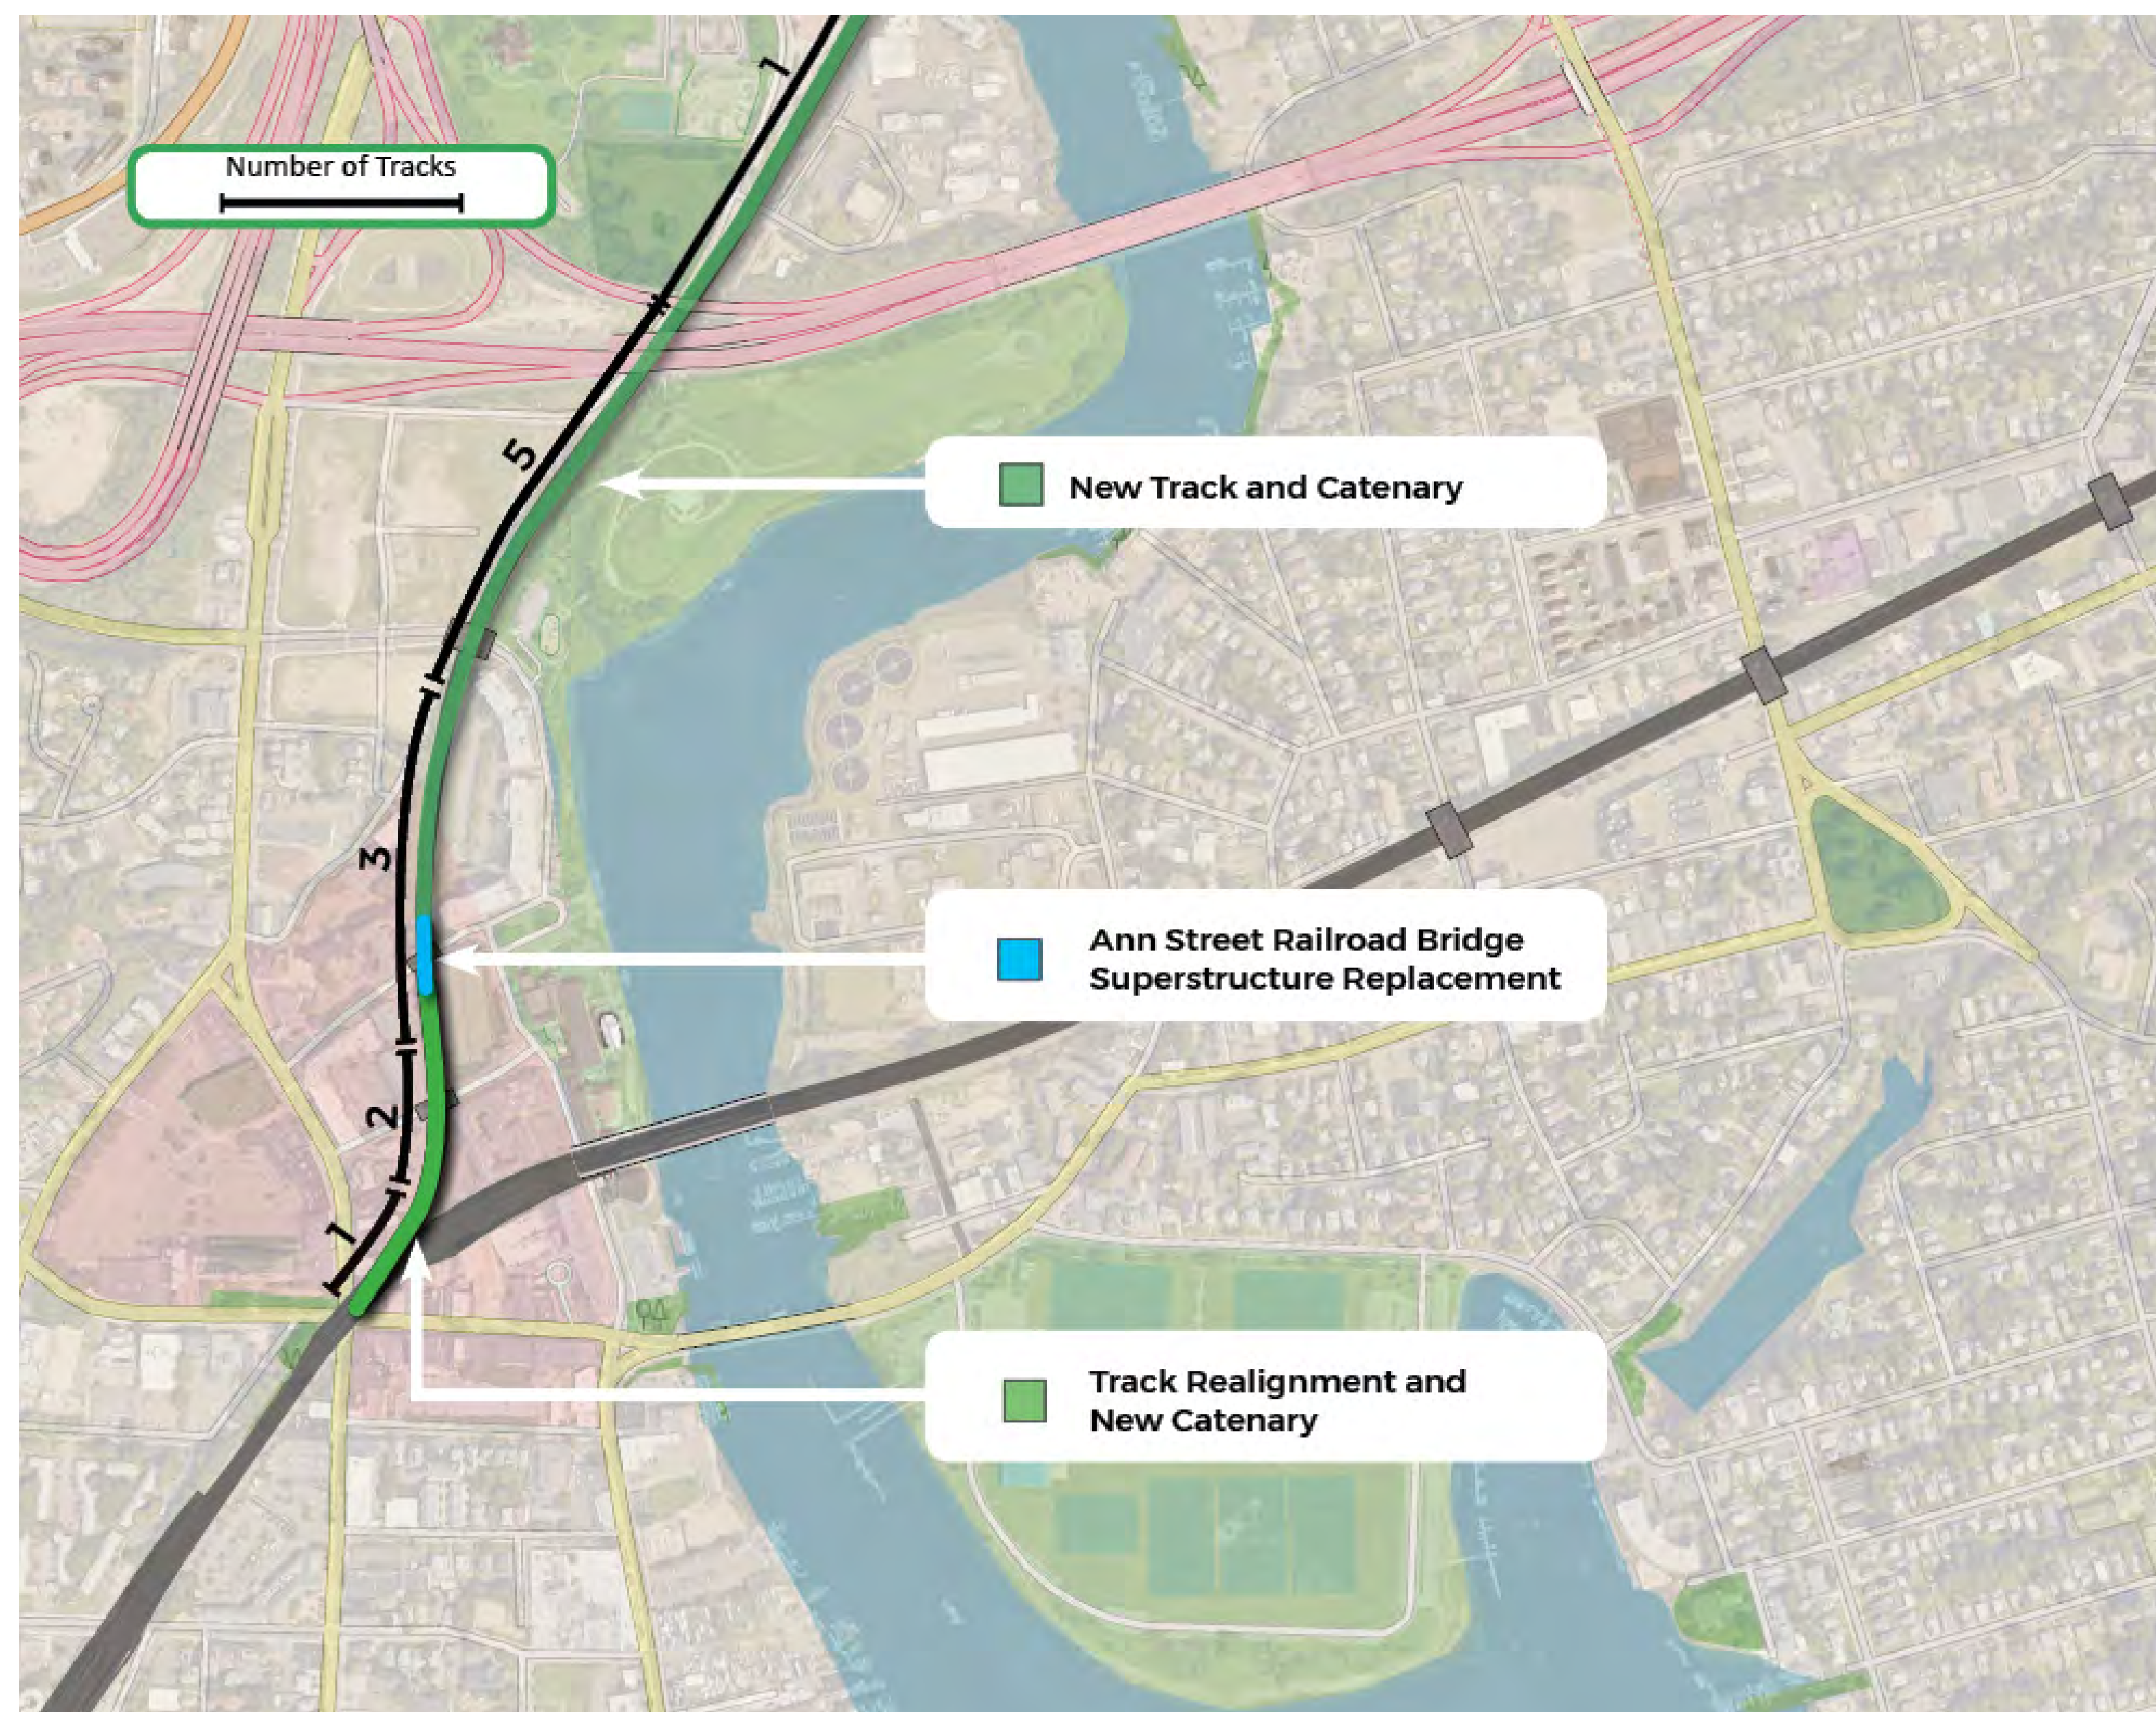 1
Number of Tracks
5
New Track and Catenary
3
Ann Street Railroad Bridge
Superstructure Replacement
2
1
Track Realignment and
New Catenary